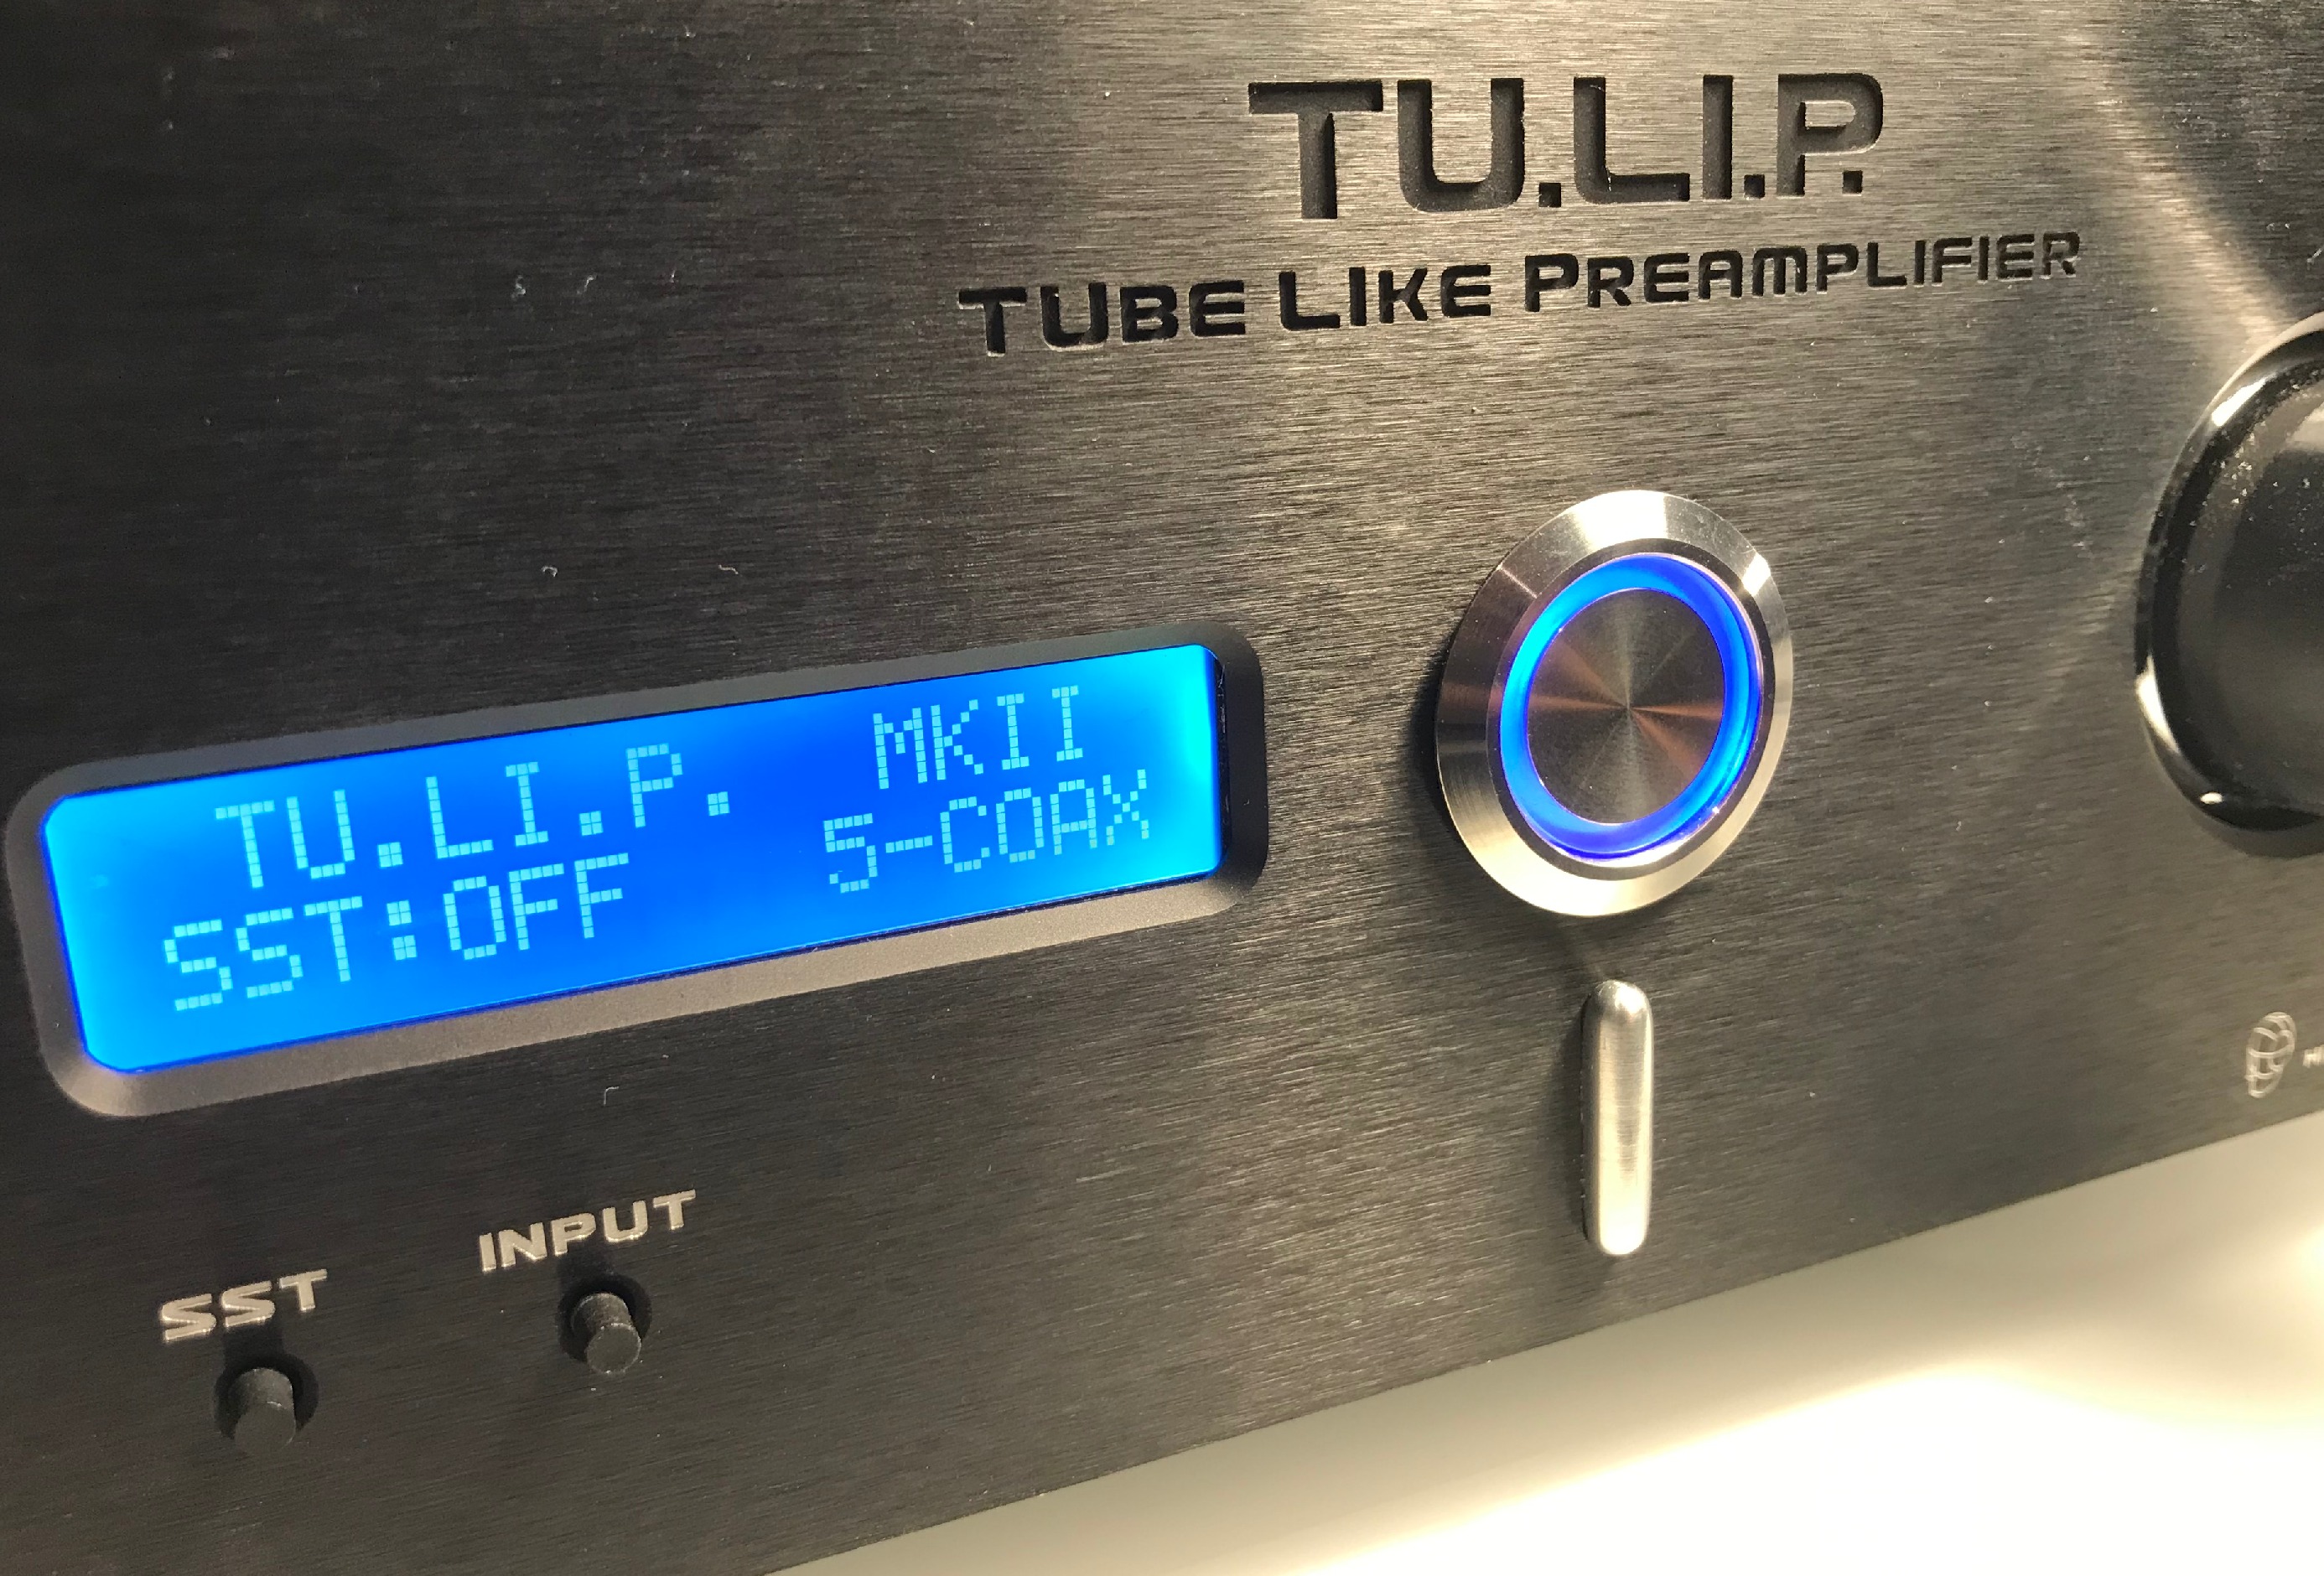 TU.LI.P.
TUBE LIKE PREAMPLIFIER
TU.LI.P. MKII
SST:OFF 5-COAX
SST
INPUT